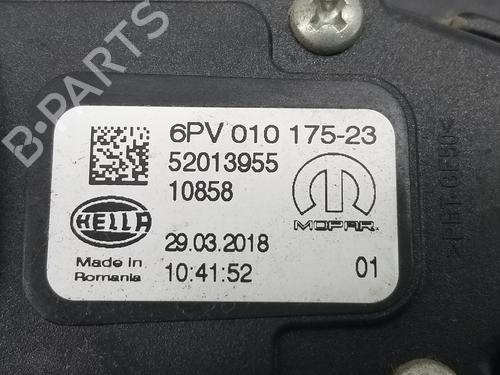 B-PARTS
6PV 010 175-23
52013955
10858
HELLA
MOPAR
29.03.2018
Made in
Romania
10:41:52
01